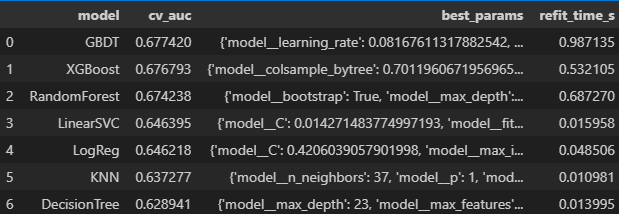 model cv_auc best_params refit_time_s
0 GBDT 0.677420 {'model__learning_rate': 0.08167611317882542, ... 0.987135
1 XGBoost 0.676793 {'model__colsample_bytree': 0.7011960671956965... 0.532105
2 RandomForest 0.674238 {'model__bootstrap': True, 'model__max_depth':... 0.687270
3 LinearSVC 0.646395 {'model__C': 0.014271483774997193, 'model__fit... 0.015958
4 LogReg 0.646218 {'model__C': 0.4206039057901998, 'model__max_i... 0.048506
5 KNN 0.637277 {'model__n_neighbors': 37, 'model__p': 1, 'mod... 0.010981
6 DecisionTree 0.628941 {'model__max_depth': 23, 'model__max_features'... 0.013995